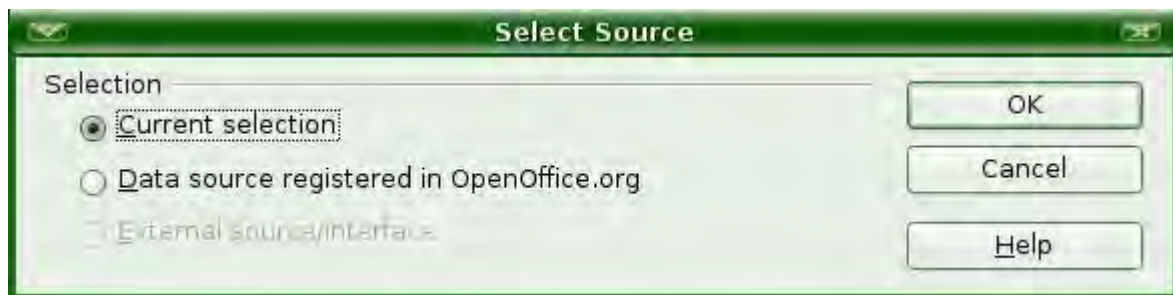 Select Source
Selection
Current selection
Data source registered in OpenOffice.org
External source/interface
OK
Cancel
Help